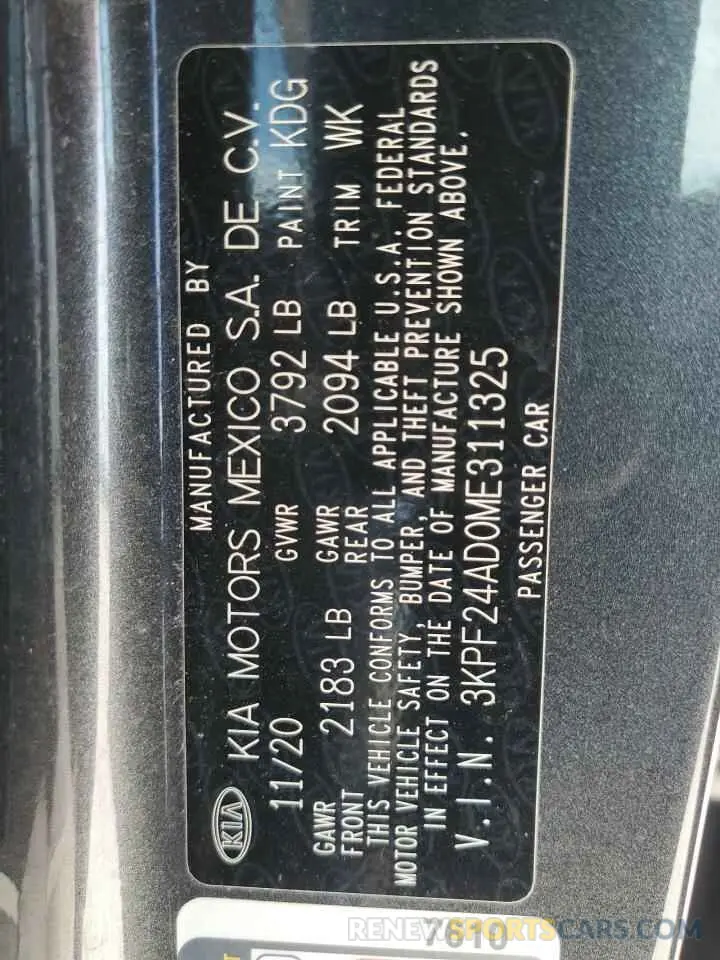 MANUFACTURED BY
KIA KIA MOTORS MEXICO S.A. DE C.V.
11/20 GVWR 3792 LB PAINT KDG
GAWR FRONT 2183 LB GAWR REAR 2094 LB TRIM WK
THIS VEHICLE CONFORMS TO ALL APPLICABLE U.S.A. FEDERAL
MOTOR VEHICLE SAFETY, BUMPER, AND THEFT PREVENTION STANDARDS
IN EFFECT ON THE DATE OF MANUFACTURE SHOWN ABOVE.
V.I.N. 3KPF24AD0ME311325
PASSENGER CAR
7610
RENEWSPORTSCARS.COM